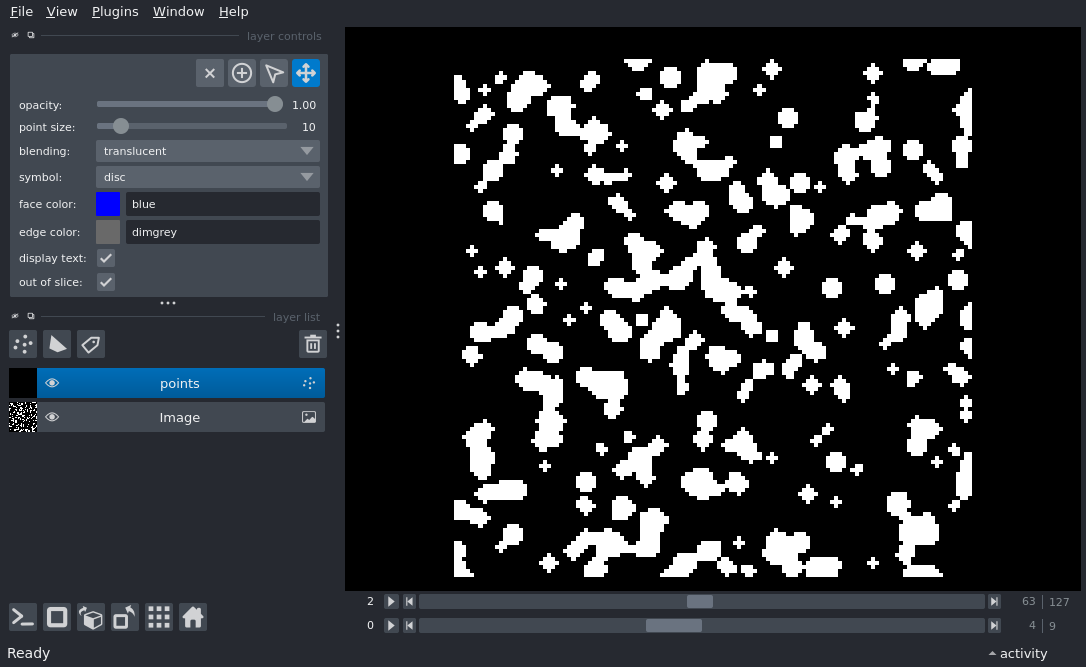 File View Plugins Window Help
layer controls
opacity: 1.00
point size: 10
blending: translucent
symbol: disc
face color: blue
edge color: dimgrey
display text:
out of slice:
layer list
points
Image
2 63 127
0 4 9
Ready activity